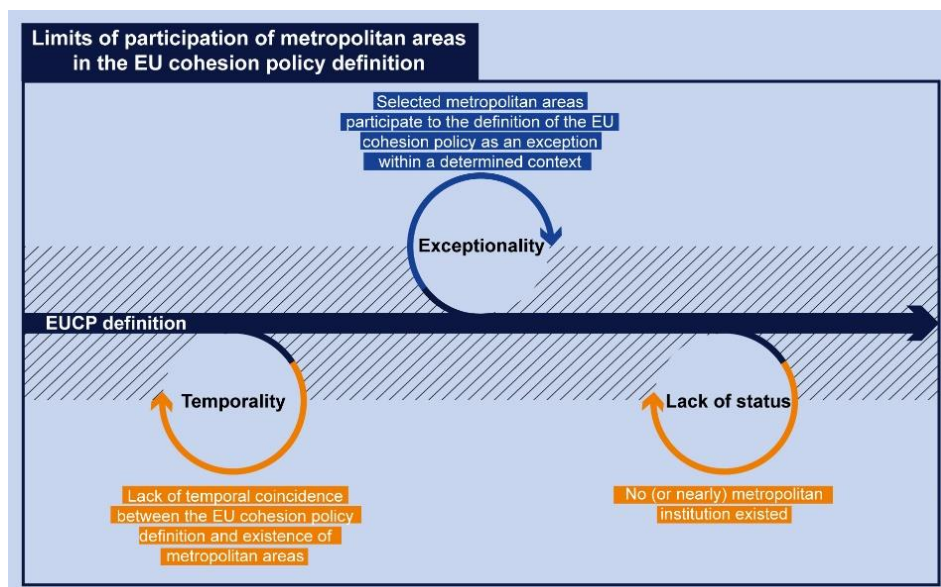 Limits of participation of metropolitan areas
in the EU cohesion policy definition
Selected metropolitan areas
participate to the definition of the EU
cohesion policy as an exception
within a determined context
Exceptionality
EUCP definition
Temporality
Lack of status
Lack of temporal coincidence
between the EU cohesion policy
definition and existence of
metropolitan areas
No (or nearly) metropolitan
institution existed